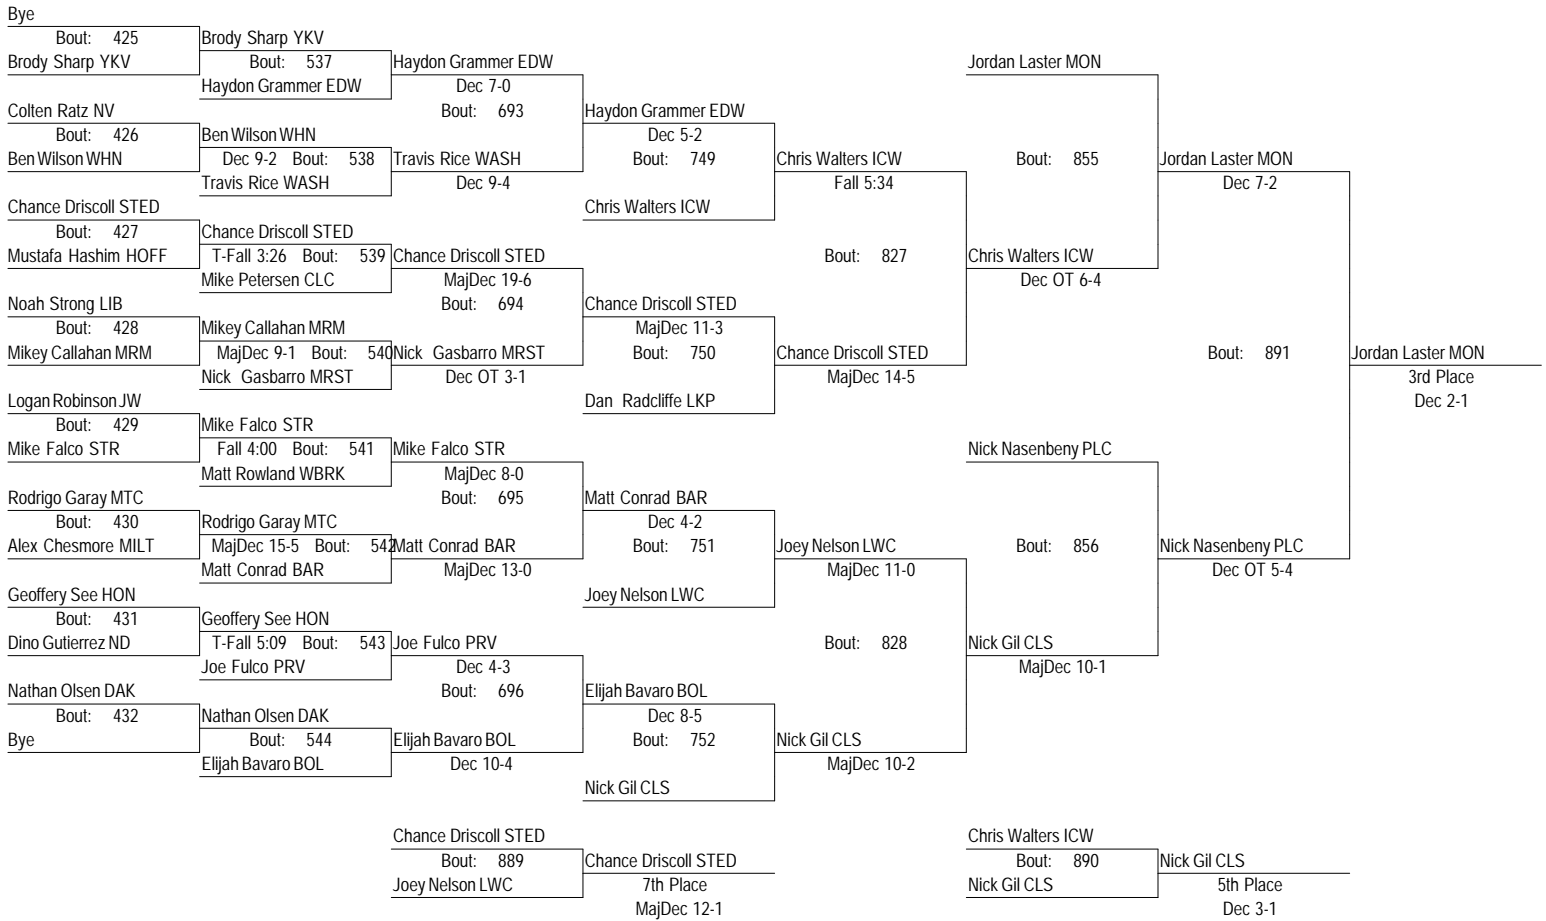 Bye
Bout: 425 Brody Sharp YKV
Brody Sharp YKV Bout: 537 Haydon Grammer EDW Jordan Laster MON
Haydon Grammer EDW Dec 7-0
Colten Ratz NV Bout: 693 Haydon Grammer EDW
Bout: 426 Ben Wilson WHN Dec 5-2
Ben Wilson WHN Dec 9-2 Bout: 538 Travis Rice WASH Bout: 749 Chris Walters ICW Bout: 855 Jordan Laster MON
Travis Rice WASH Dec 9-4 Fall 5:34 Dec 7-2
Chance Driscoll STED Chris Walters ICW
Bout: 427 Chance Driscoll STED
Mustafa Hashim HOFF T-Fall 3:26 Bout: 539 Chance Driscoll STED Bout: 827 Chris Walters ICW
Mike Petersen CLC MajDec 19-6 Dec OT 6-4
Noah Strong LIB Bout: 694 Chance Driscoll STED
Bout: 428 Mikey Callahan MRM MajDec 11-3
Mikey Callahan MRM MajDec 9-1 Bout: 540 Nick Gasbarro MRST Bout: 750 Chance Driscoll STED Bout: 891 Jordan Laster MON
Nick Gasbarro MRST Dec OT 3-1 MajDec 14-5 3rd Place
Logan Robinson JW Dan Radcliffe LKP Dec 2-1
Bout: 429 Mike Falco STR
Mike Falco STR Fall 4:00 Bout: 541 Mike Falco STR Nick Nasenbeny PLC
Matt Rowland WBRK MajDec 8-0
Rodrigo Garay MTC Bout: 695 Matt Conrad BAR
Bout: 430 Rodrigo Garay MTC Dec 4-2
Alex Chesmore MILT MajDec 15-5 Bout: 542 Matt Conrad BAR Bout: 751 Joey Nelson LWC Bout: 856 Nick Nasenbeny PLC
Matt Conrad BAR MajDec 13-0 MajDec 11-0 Dec OT 5-4
Geoffery See HON Joey Nelson LWC
Bout: 431 Geoffery See HON
Dino Gutierrez ND T-Fall 5:09 Bout: 543 Joe Fulco PRV Bout: 828 Nick Gil CLS
Joe Fulco PRV Dec 4-3 MajDec 10-1
Nathan Olsen DAK Bout: 696 Elijah Bavaro BOL
Bout: 432 Nathan Olsen DAK Dec 8-5
Bye Bout: 544 Elijah Bavaro BOL Bout: 752 Nick Gil CLS
Elijah Bavaro BOL Dec 10-4 MajDec 10-2
Nick Gil CLS
Chance Driscoll STED Chris Walters ICW
Bout: 889 Chance Driscoll STED Bout: 890 Nick Gil CLS
Joey Nelson LWC 7th Place Nick Gil CLS 5th Place
MajDec 12-1 Dec 3-1